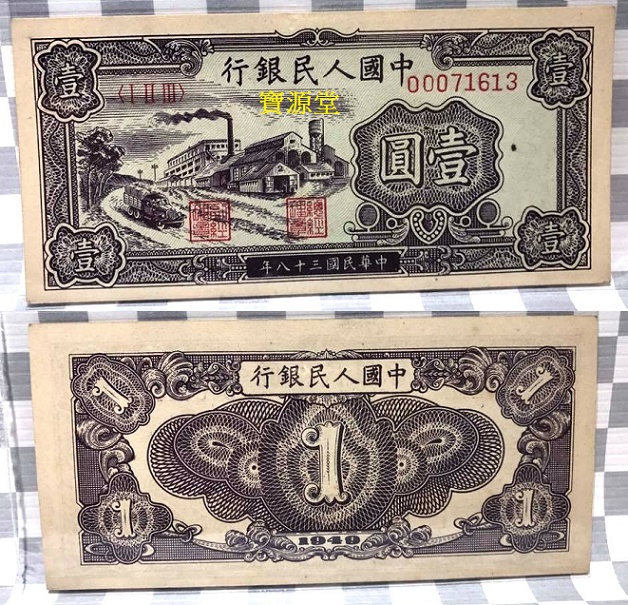 行銀民人國中
00071613
〈I II III〉
寶源堂
壹
壹
圓壹
壹
壹
年八十三國民華中
行銀民人國中
1
1
1
1
1
1949